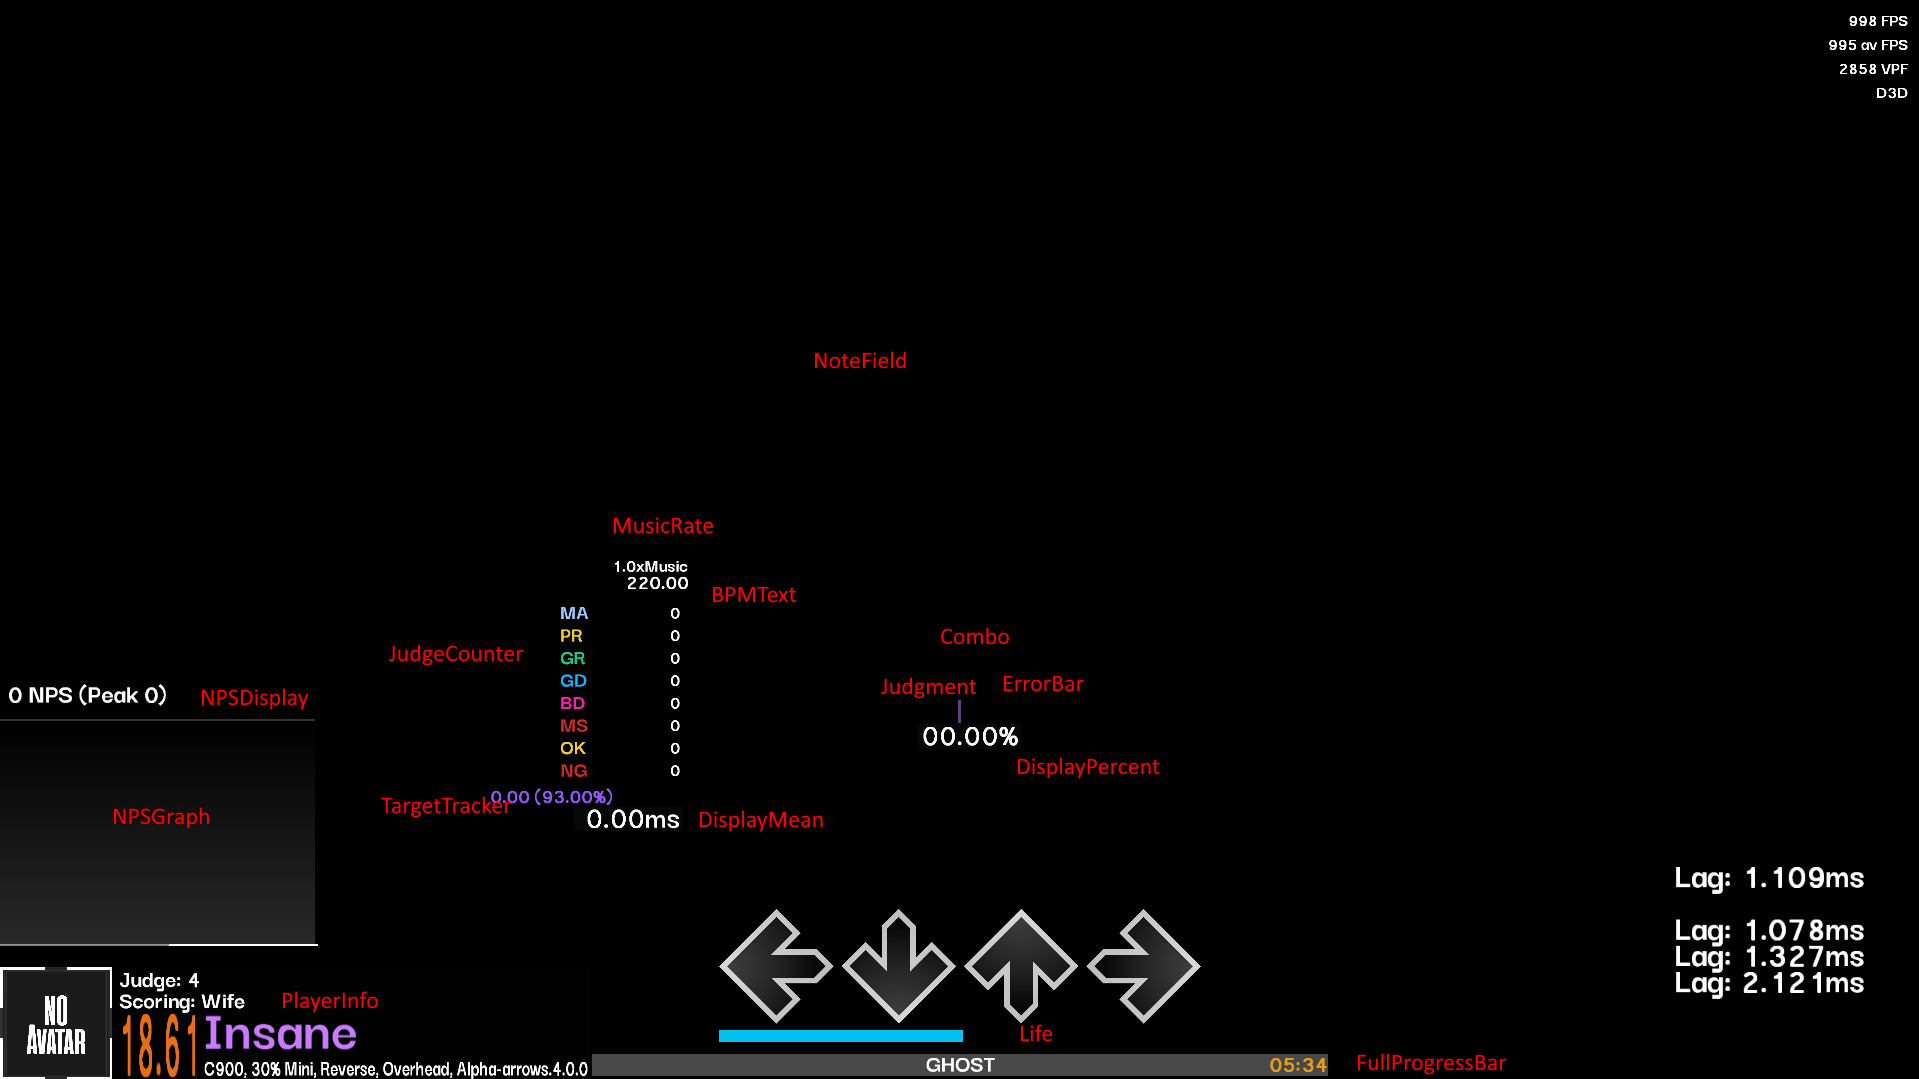 998 FPS
995 av FPS
2858 VPF
D3D
NoteField
MusicRate
1.0xMusic
220.00
BPMText
MA 0
PR 0
GR 0
GD 0
BD 0
MS 0
OK 0
NG 0
JudgeCounter
Combo
Judgment
ErrorBar
00.00%
DisplayPercent
0 NPS (Peak 0)
NPSDisplay
NPSGraph
TargetTracker
0.00 (93.00%)
0.00ms
DisplayMean
Lag: 1.109ms
Lag: 1.078ms
Lag: 1.327ms
Lag: 2.121ms
NO
AVATAR
Judge: 4
Scoring: Wife
PlayerInfo
18.61 Insane
C900, 30% Mini, Reverse, Overhead, Alpha-arrows.4.0.0
Life
GHOST
05:34
FullProgressBar